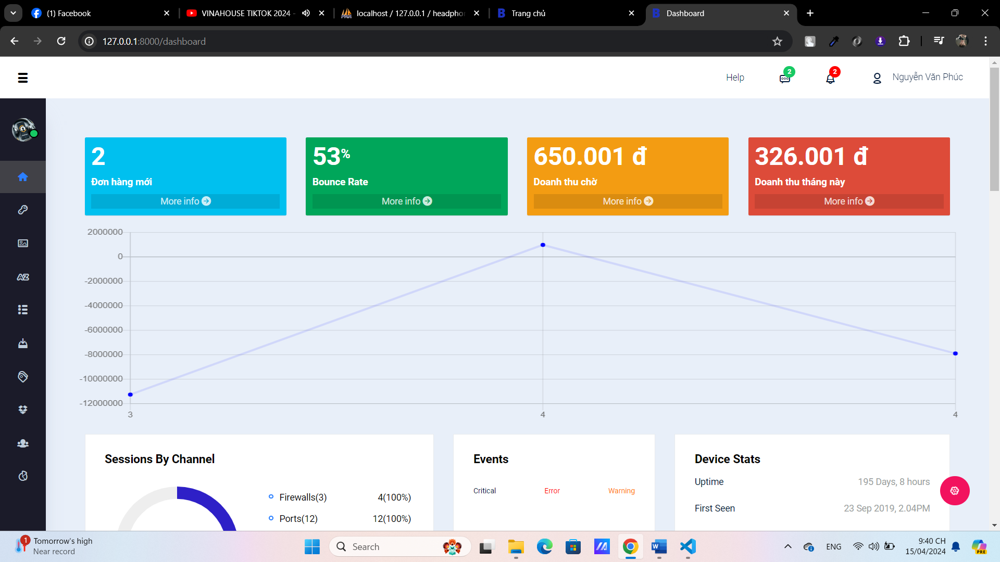 (1) Facebook
VINAHOUSE TIKTOK 2024 -
localhost / 127.0.0.1 / headpho
Trang chủ
Dashboard
127.0.0.1:8000/dashboard
Help
2
2
Nguyễn Văn Phúc
2
Đơn hàng mới
More info
53%
Bounce Rate
More info
650.001 đ
Doanh thu chờ
More info
326.001 đ
Doanh thu tháng này
More info
2000000
0
-2000000
-4000000
-6000000
-8000000
-10000000
-12000000
3
4
4
Sessions By Channel
Firewalls(3)
4(100%)
Ports(12)
12(100%)
Events
Critical
Error
Warning
Device Stats
Uptime
195 Days, 8 hours
First Seen
23 Sep 2019, 2.04PM
1
Tomorrow's high
Near record
Search
ENG
9:40 CH
15/04/2024
PRE